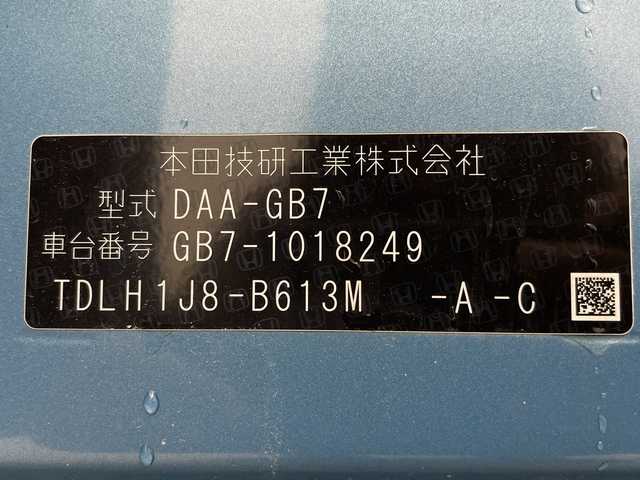 本田技研工業株式会社
型式 DAA-GB7
車台番号 GB7-1018249
TDLH1J8-B613M -A -C